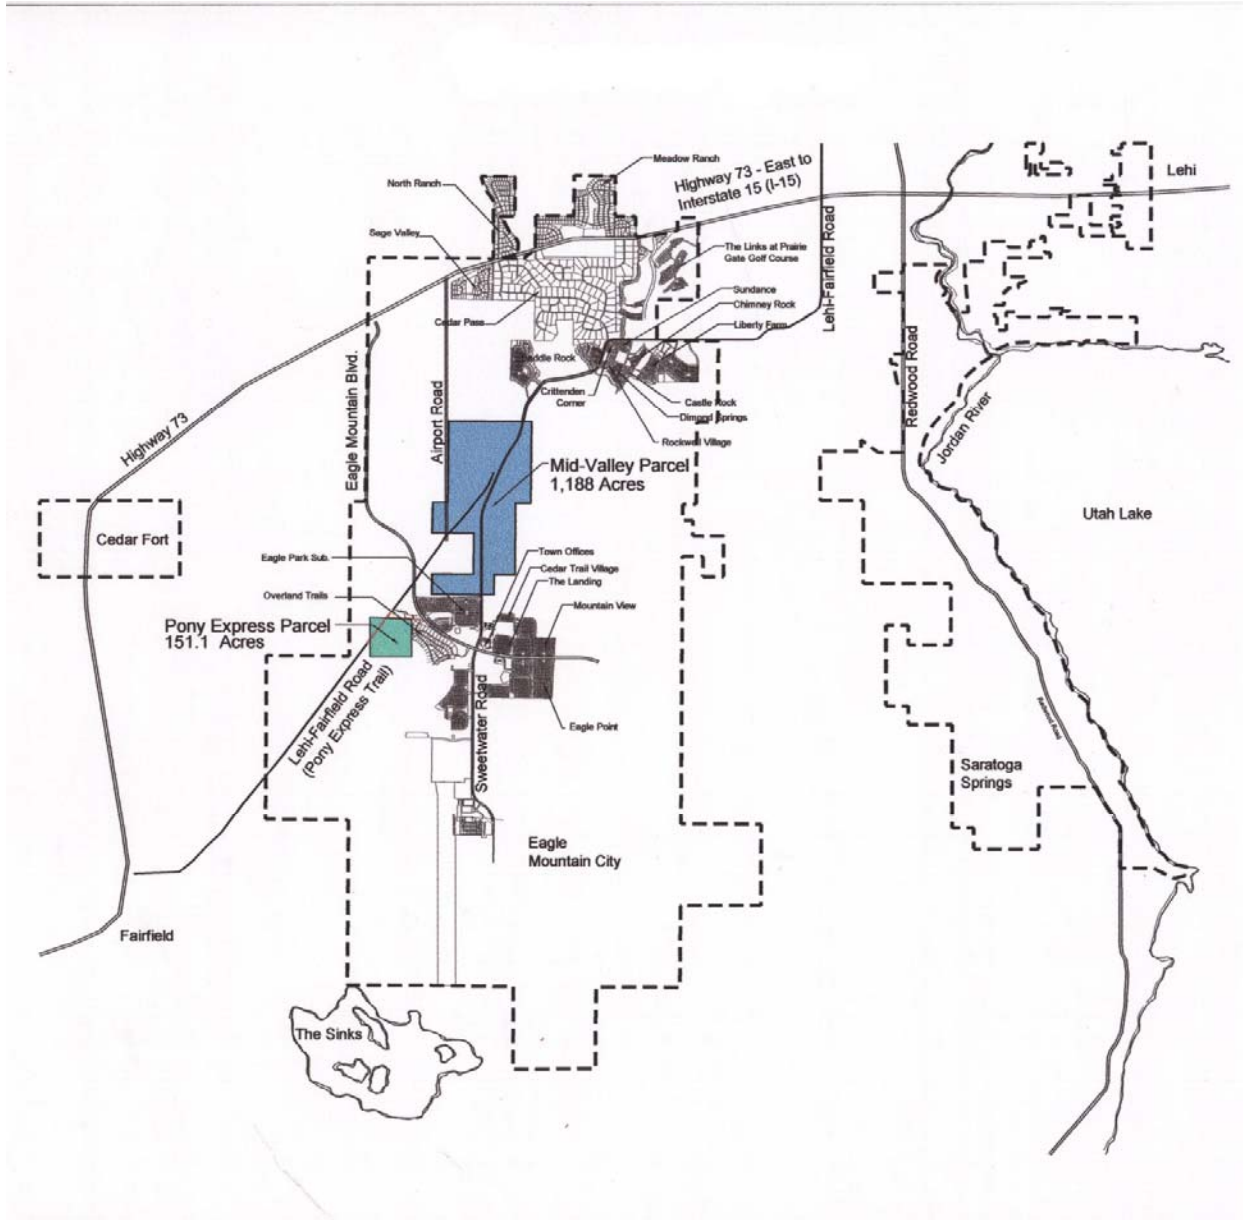 Meadow Ranch
Highway 73 - East to
Interstate 15 (I-15)
Lehi
North Ranch
Sage Valley
The Links at Prairie
Gate Golf Course
Lehi-Fairfield Road
Sundance
Chimney Rock
Liberty Farm
Cedar Pass
Redwood Road
Eagle Mountain Blvd.
Airport Road
Crittenden
Corner
Castle Rock
Dimond Springs
Rockwell Village
Jordan River
Highway 73
Mid-Valley Parcel
1,188 Acres
Utah Lake
Cedar Fort
Eagle Park Sub.
Town Offices
Cedar Trail Village
The Landing
Overland Trails
Mountain View
Pony Express Parcel
151.1 Acres
Lehi-Fairfield Road
(Pony Express Trail)
Sweetwater Road
Redwood Road
Eagle Point
Saratoga
Springs
Eagle
Mountain City
Fairfield
The Sinks